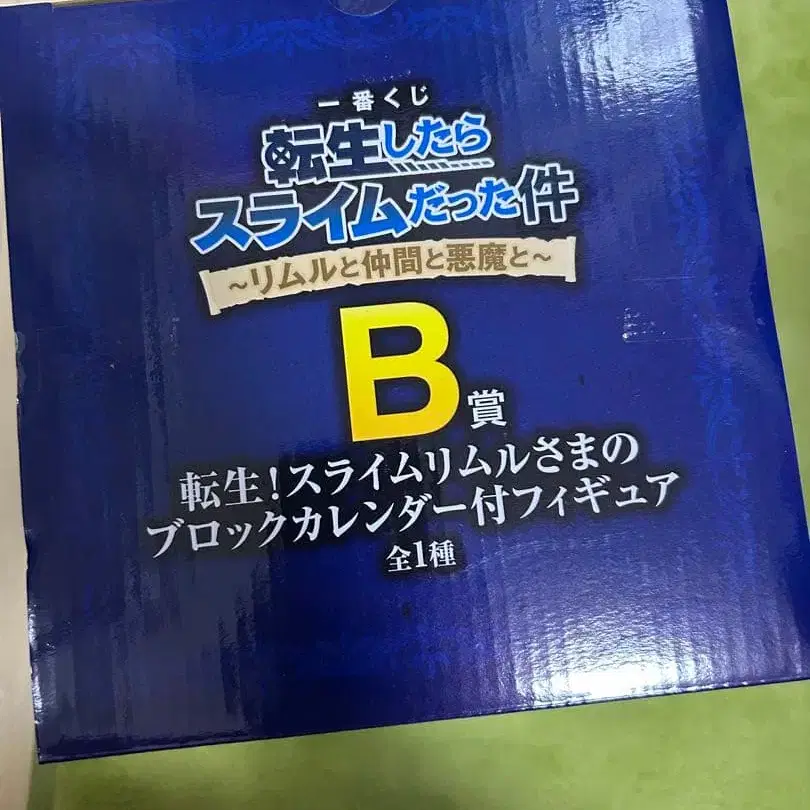 一番くじ
転生したら
スライムだった件
~リムルと仲間と悪魔と~
B賞
転生!スライムリムルさまの
ブロックカレンダー付フィギュア
全1種